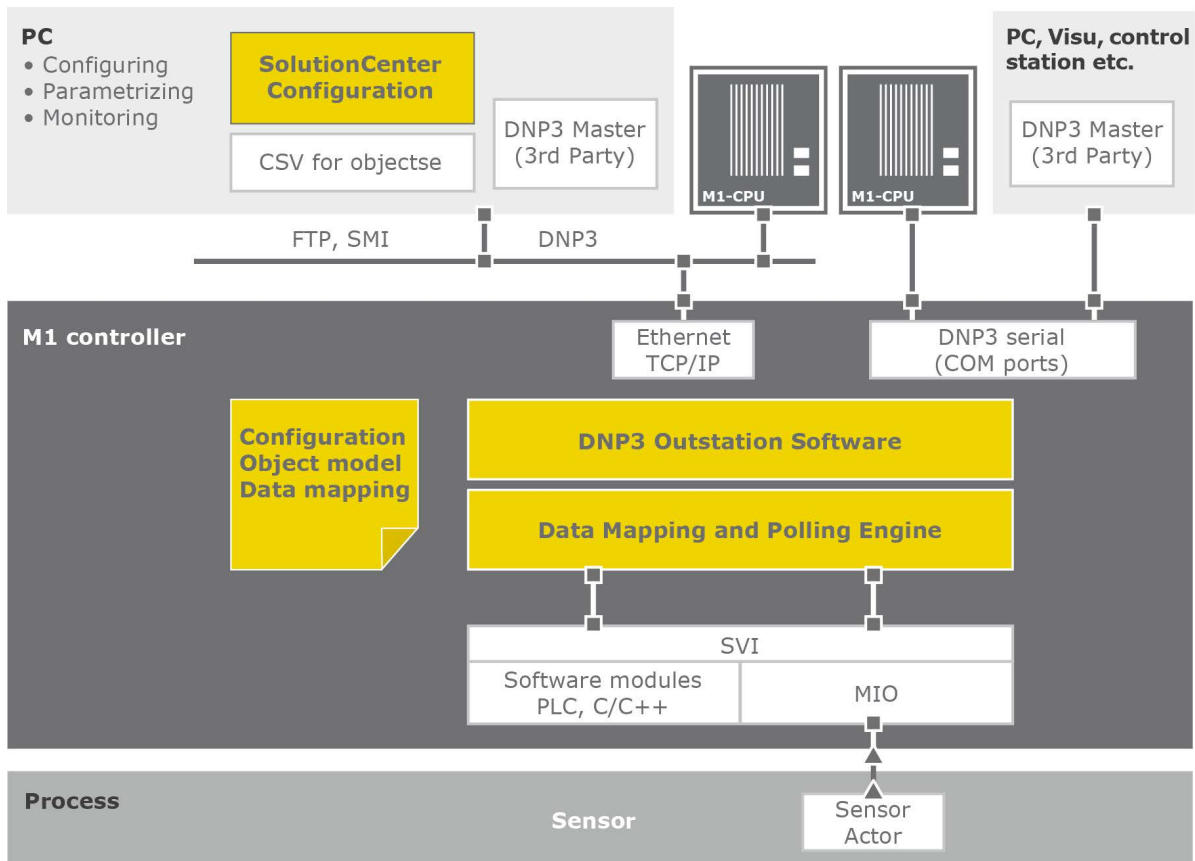 PC
• Configuring
• Parametrizing
• Monitoring
SolutionCenter
Configuration
CSV for objectse
DNP3 Master
(3rd Party)
M1-CPU
M1-CPU
PC, Visu, control
station etc.
DNP3 Master
(3rd Party)
FTP, SMI
DNP3
M1 controller
Ethernet
TCP/IP
DNP3 serial
(COM ports)
Configuration
Object model
Data mapping
DNP3 Outstation Software
Data Mapping and Polling Engine
SVI
Software modules
PLC, C/C++
MIO
Process
Sensor
Sensor
Actor